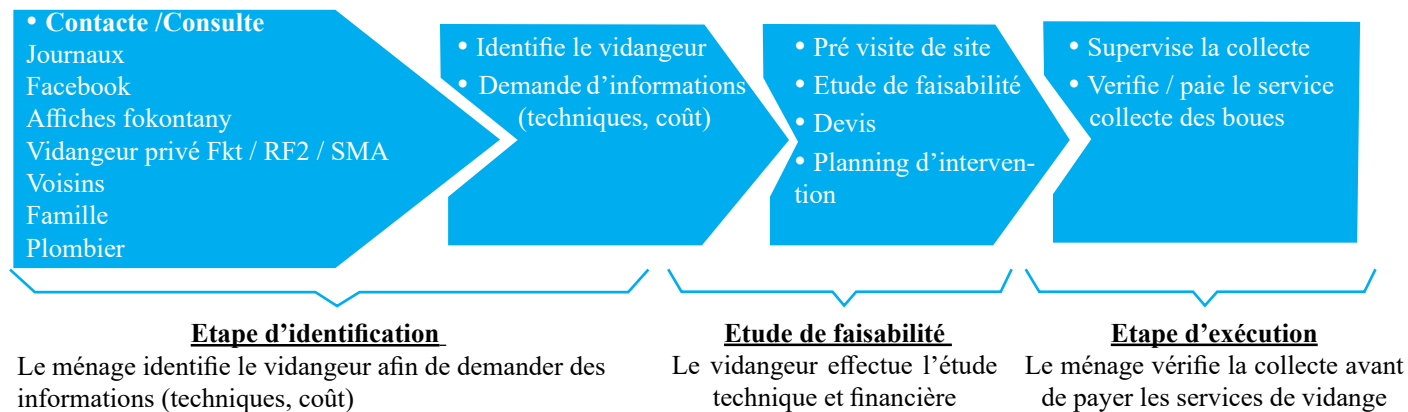 • Contacte /Consulte
Journaux
Facebook
Affiches fokontany
Vidangeur privé Fkt / RF2 / SMA
Voisins
Famille
Plombier
• Identifie le vidangeur
• Demande d’informations
(techniques, coût)
• Pré visite de site
• Etude de faisabilité
• Devis
• Planning d’interven-
tion
• Supervise la collecte
• Verifie / paie le service
collecte des boues
Etape d’identification
Le ménage identifie le vidangeur afin de demander des
informations (techniques, coût)
Etude de faisabilité
Le vidangeur effectue l’étude
technique et financière
Etape d’exécution
Le ménage vérifie la collecte avant
de payer les services de vidange